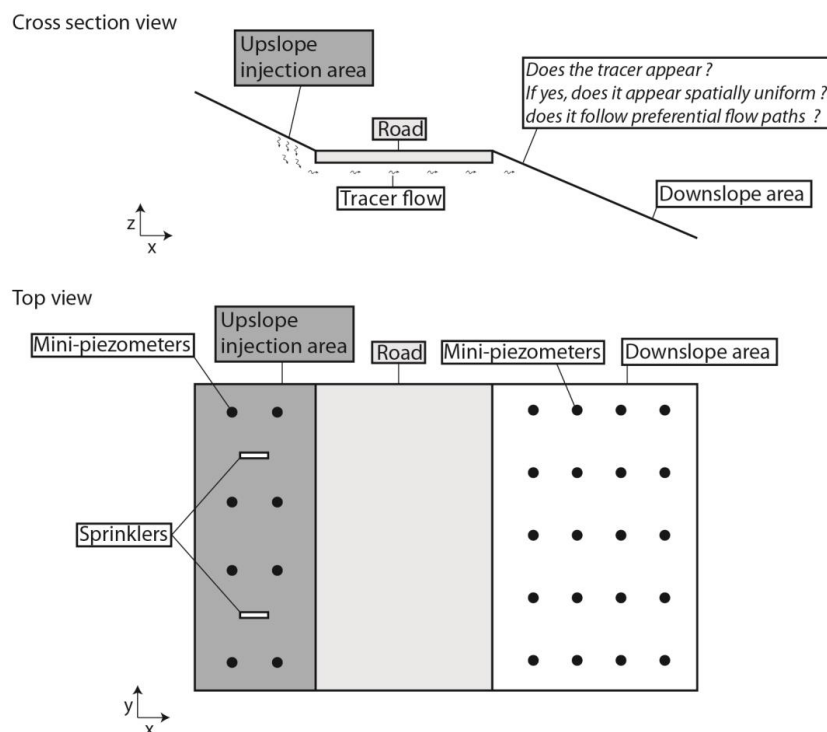 Cross section view
Upslope
injection area
Does the tracer appear ?
If yes, does it appear spatially uniform ?
does it follow preferential flow paths ?
Road
Tracer flow
Downslope area
z
x
Top view
Upslope
injection area
Mini-piezometers
Road
Mini-piezometers
Downslope area
Sprinklers
y
x